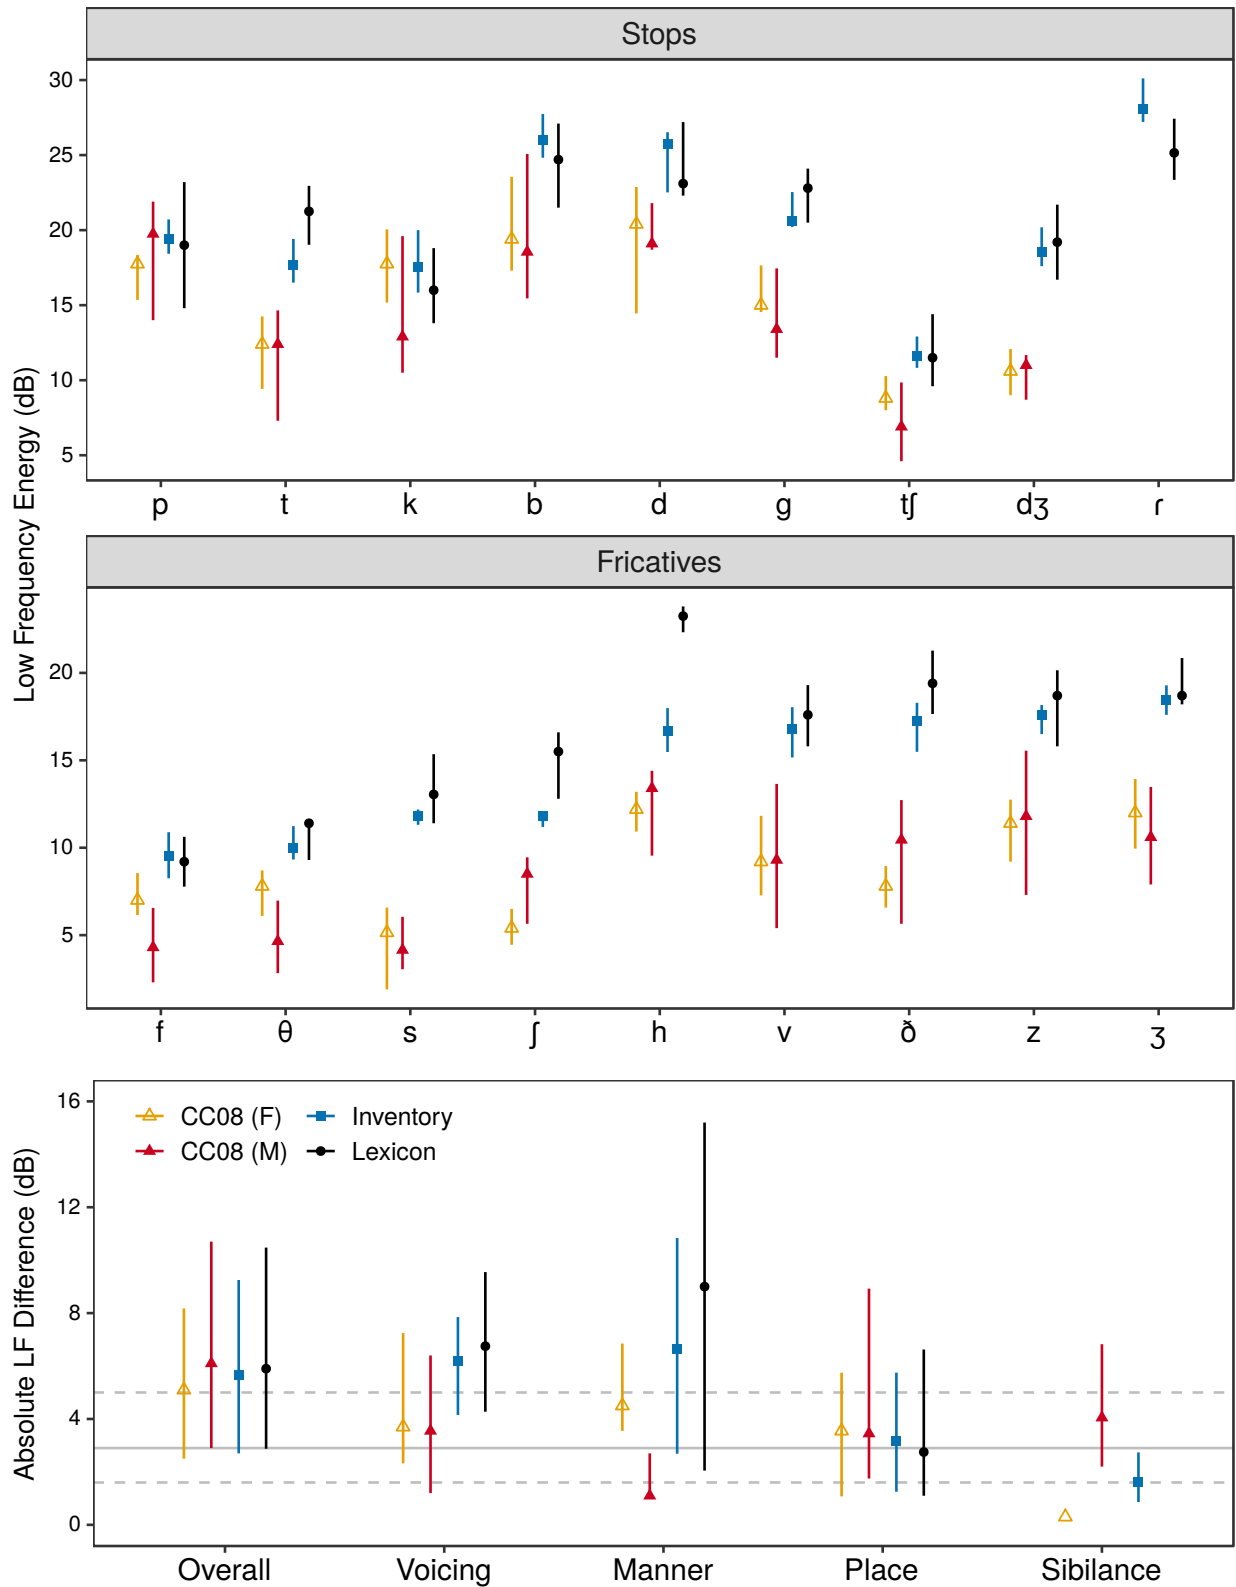 Stops
Low Frequency Energy (dB)
30
25
20
15
10
5
p t k b d g tʃ dʒ ɾ
Fricatives
20
15
10
5
f θ s ʃ h v ð z ʒ
Absolute LF Difference (dB)
16
12
8
4
0
CC08 (F) Inventory
CC08 (M) Lexicon
Overall Voicing Manner Place Sibilance